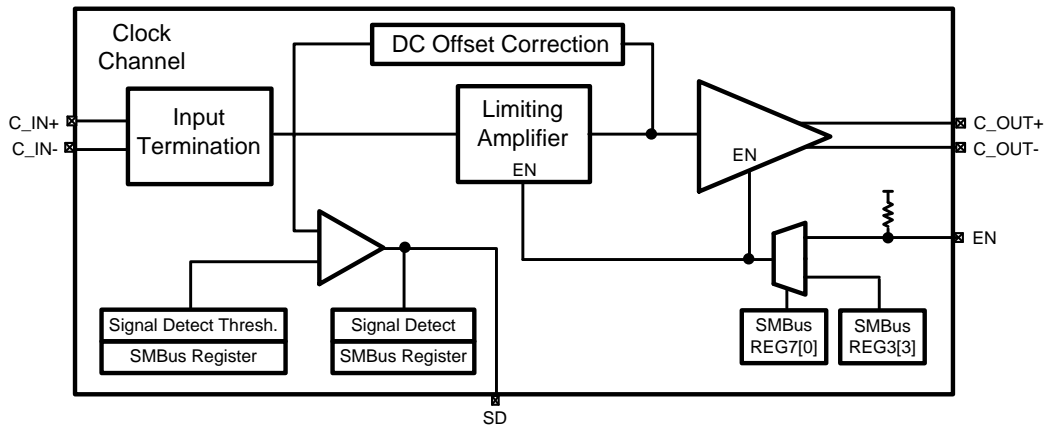 Clock
Channel
DC Offset Correction
C_IN+
C_IN-
Input
Termination
Limiting
Amplifier
EN
EN
C_OUT+
C_OUT-
EN
Signal Detect Thresh.
SMBus Register
Signal Detect
SMBus Register
SMBus
REG7[0]
SMBus
REG3[3]
SD